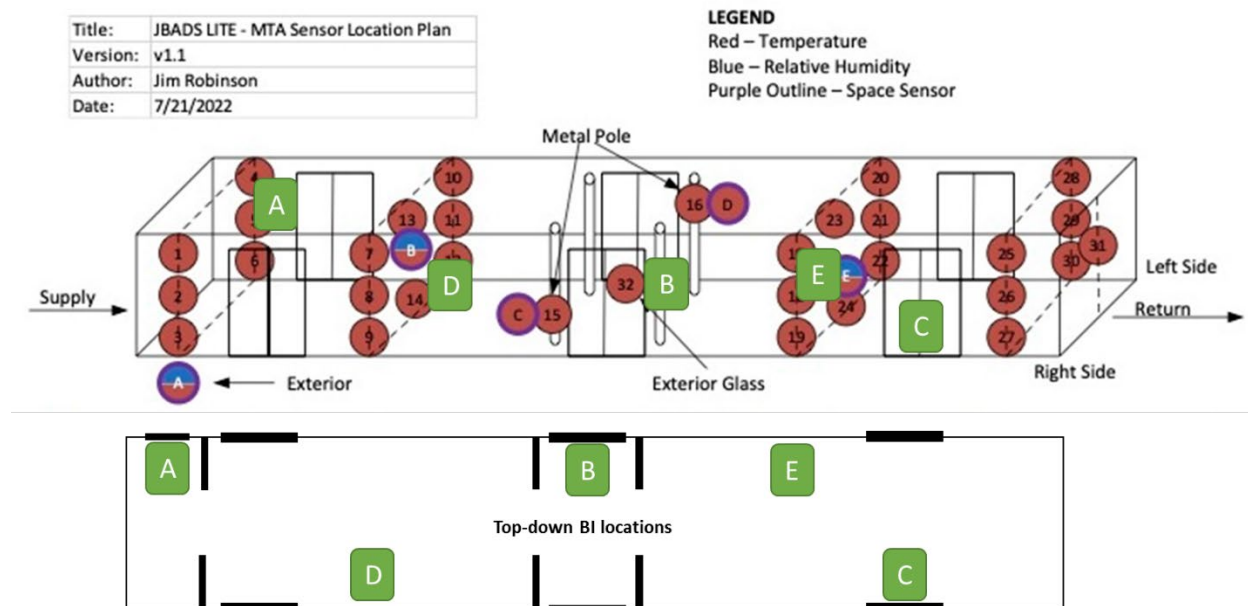 Title: JBADS LITE - MTA Sensor Location Plan
Version: v1.1
Author: Jim Robinson
Date: 7/21/2022
LEGEND
Red – Temperature
Blue – Relative Humidity
Purple Outline – Space Sensor
Metal Pole
4
10
20
28
A
16
D
5
13
11
23
21
29
1
7
B
31
25
6
22
30
Left Side
D
32
B
E
E
Supply
2
8
14
26
C
15
24
C
Return
3
9
19
27
A
Exterior
Exterior Glass
Right Side
A
B
E
Top-down BI locations
D
C